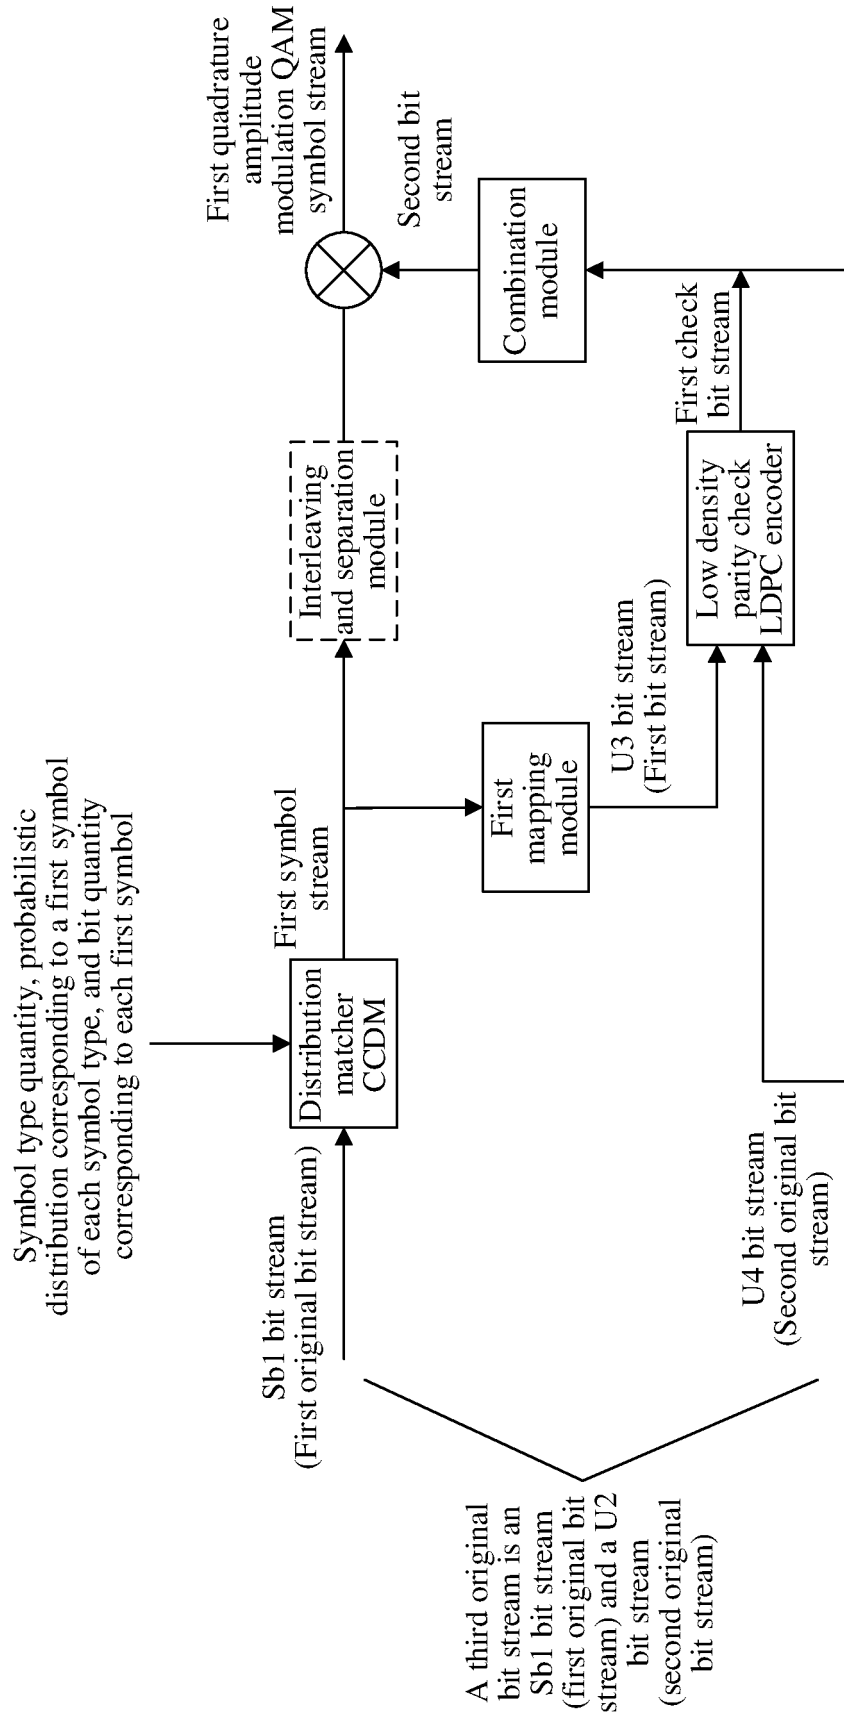 Symbol type quantity, probabilistic
distribution corresponding to a first symbol
of each symbol type, and bit quantity
corresponding to each first symbol
A third original
bit stream is an
Sb1 bit stream
(first original bit
stream) and a U2
bit stream
(second original
bit stream)
Sb1 bit stream
(First original bit stream)
Distribution
matcher
CCDM
First symbol
stream
Interleaving
and separation
module
First quadrature
amplitude
modulation QAM
symbol stream
First
mapping
module
U3 bit stream
(First bit stream)
Second bit
stream
Combination
module
U4 bit stream
(Second original bit
stream)
Low density
parity check
LDPC encoder
First check
bit stream